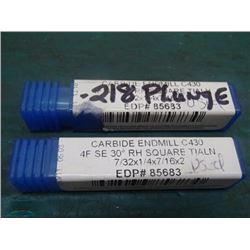 CARBIDE ENDMILL C430
-.218 PLUNGE
EDP# 85683
CARBIDE ENDMILL C430
4F SE 30° RH SQUARE TIALN
7/32x1/4x7/16x2
EDP# 85683